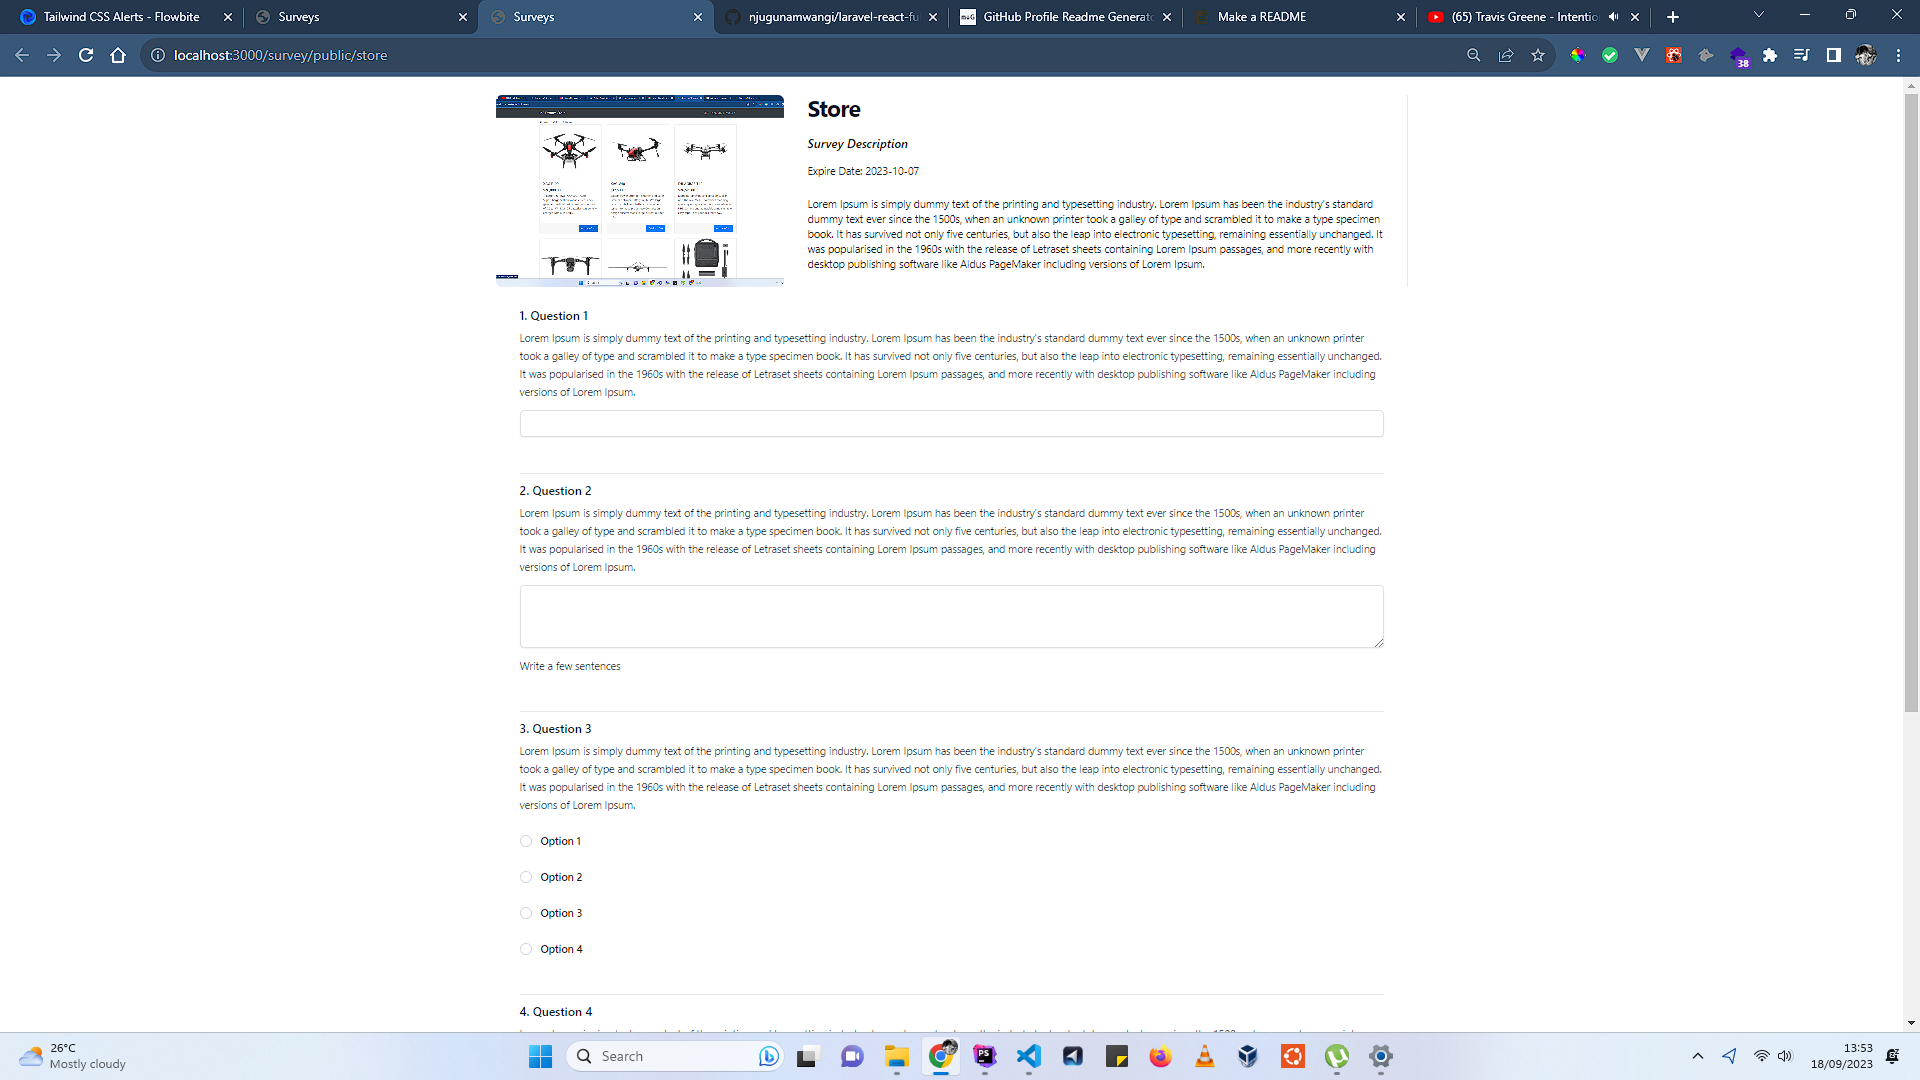 Tailwind CSS Alerts - Flowbite
Surveys
Surveys
njugunamwangi/laravel-react-fu
GitHub Profile Readme Generato
Make a README
(65) Travis Greene - Intentio
localhost:3000/survey/public/store
38
Store
Survey Description
Expire Date: 2023-10-07
Lorem Ipsum is simply dummy text of the printing and typesetting industry. Lorem Ipsum has been the industry's standard
dummy text ever since the 1500s, when an unknown printer took a galley of type and scrambled it to make a type specimen
book. It has survived not only five centuries, but also the leap into electronic typesetting, remaining essentially unchanged. It
was popularised in the 1960s with the release of Letraset sheets containing Lorem Ipsum passages, and more recently with
desktop publishing software like Aldus PageMaker including versions of Lorem Ipsum.
1. Question 1
Lorem Ipsum is simply dummy text of the printing and typesetting industry. Lorem Ipsum has been the industry's standard dummy text ever since the 1500s, when an unknown printer
took a galley of type and scrambled it to make a type specimen book. It has survived not only five centuries, but also the leap into electronic typesetting, remaining essentially unchanged.
It was popularised in the 1960s with the release of Letraset sheets containing Lorem Ipsum passages, and more recently with desktop publishing software like Aldus PageMaker including
versions of Lorem Ipsum.
2. Question 2
Lorem Ipsum is simply dummy text of the printing and typesetting industry. Lorem Ipsum has been the industry's standard dummy text ever since the 1500s, when an unknown printer
took a galley of type and scrambled it to make a type specimen book. It has survived not only five centuries, but also the leap into electronic typesetting, remaining essentially unchanged.
It was popularised in the 1960s with the release of Letraset sheets containing Lorem Ipsum passages, and more recently with desktop publishing software like Aldus PageMaker including
versions of Lorem Ipsum.
Write a few sentences
3. Question 3
Lorem Ipsum is simply dummy text of the printing and typesetting industry. Lorem Ipsum has been the industry's standard dummy text ever since the 1500s, when an unknown printer
took a galley of type and scrambled it to make a type specimen book. It has survived not only five centuries, but also the leap into electronic typesetting, remaining essentially unchanged.
It was popularised in the 1960s with the release of Letraset sheets containing Lorem Ipsum passages, and more recently with desktop publishing software like Aldus PageMaker including
versions of Lorem Ipsum.
Option 1
Option 2
Option 3
Option 4
4. Question 4
26°C
Mostly cloudy
Search
13:53
18/09/2023